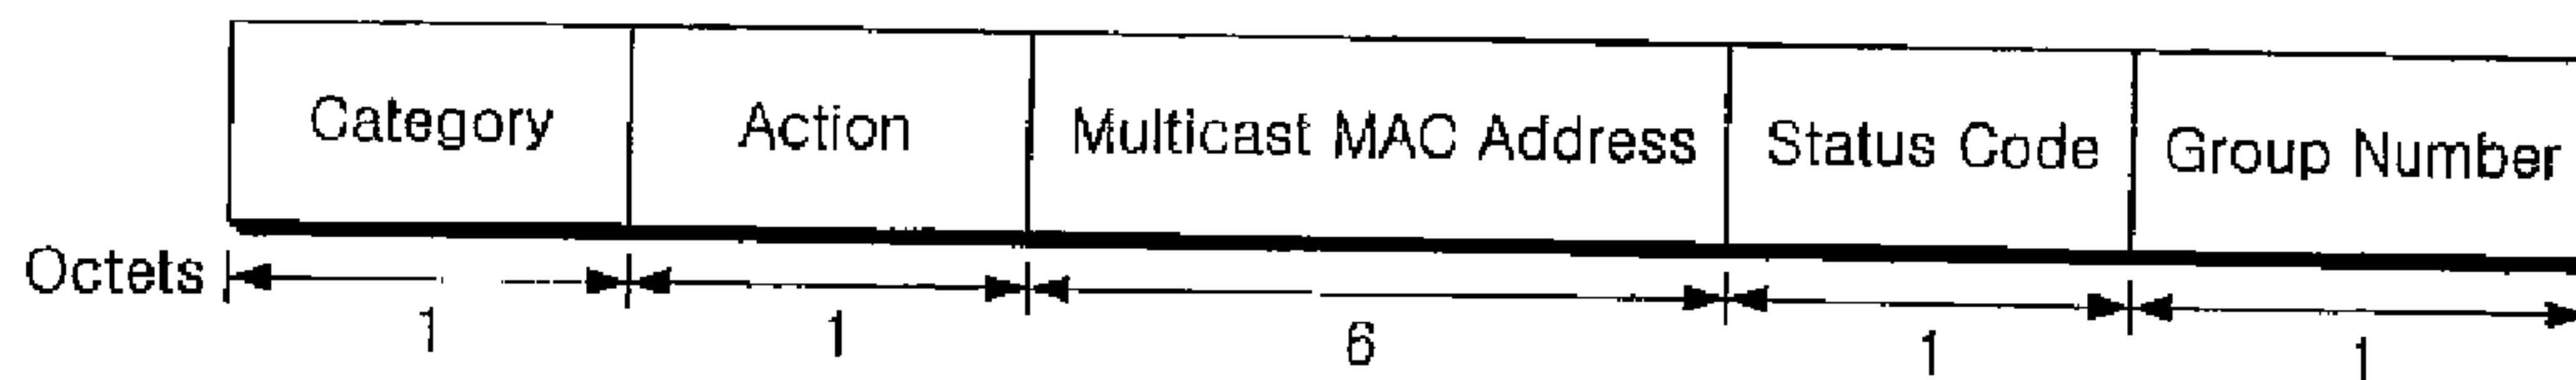 Category Action Multicast MAC Address Status Code Group Number
Octets
1 1 6 1 1